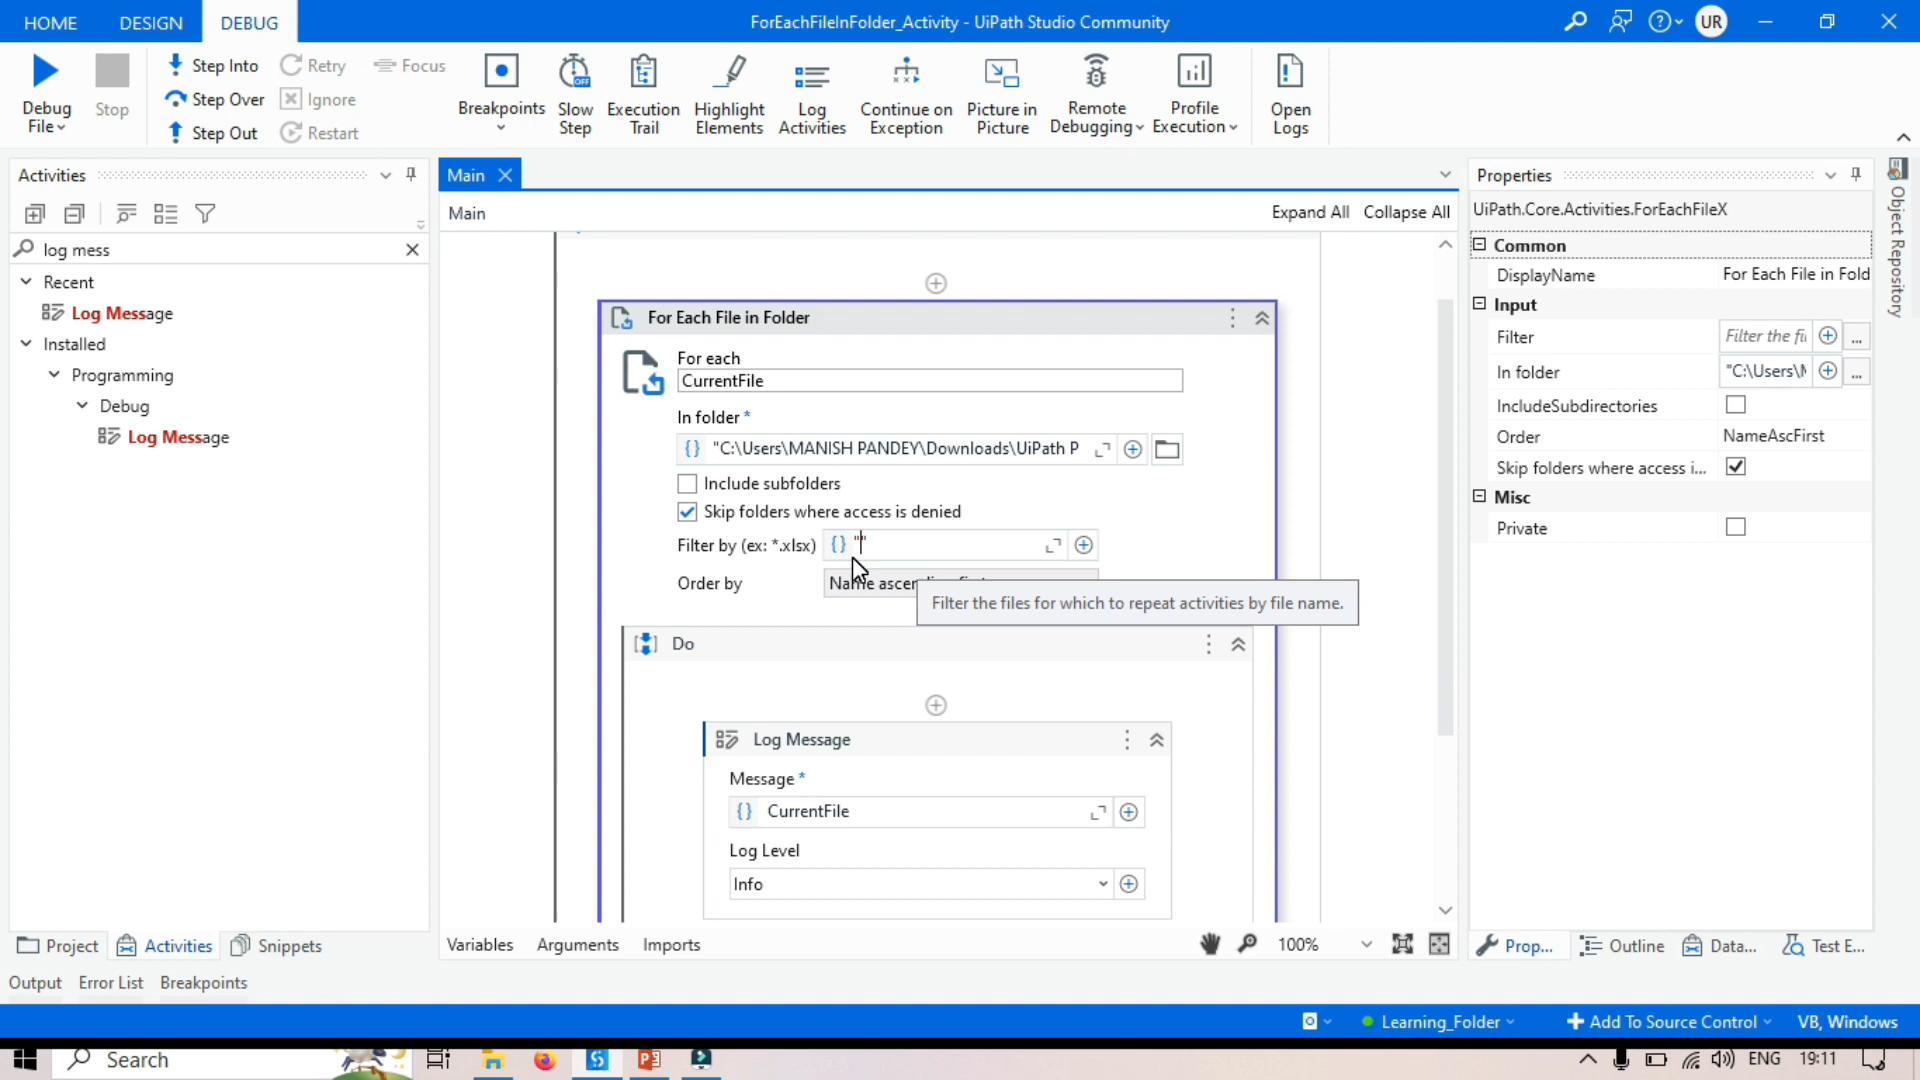 HOME DESIGN DEBUG ForEachFileInFolder_Activity - UiPath Studio Community UR
Debug File Stop
Step Into Retry Focus
Step Over Ignore
Step Out Restart
Breakpoints
Slow Step
Execution Trail
Highlight Elements
Log Activities
Continue on Exception
Picture in Picture
Remote Debugging
Profile Execution
Open Logs
Activities
log mess
Recent
Log Message
Installed
Programming
Debug
Log Message
Project Activities Snippets
Main
Main Expand All Collapse All
For Each File in Folder
For each
CurrentFile
In folder *
"C:\Users\MANISH PANDEY\Downloads\UiPath P
Include subfolders
Skip folders where access is denied
Filter by (ex: *.xlsx) ""
Order by
Filter the files for which to repeat activities by file name.
Do
Log Message
Message *
CurrentFile
Log Level
Info
Variables Arguments Imports 100%
Properties
UiPath.Core.Activities.ForEachFileX
Common
DisplayName For Each File in Fold
Input
Filter Filter the fi ...
In folder "C:\Users\M ...
IncludeSubdirectories
Order NameAscFirst
Skip folders where access i...
Misc
Private
Prop... Outline Data... Test E...
Object Repository
Output Error List Breakpoints
Learning_Folder Add To Source Control VB, Windows
Search ENG 19:11